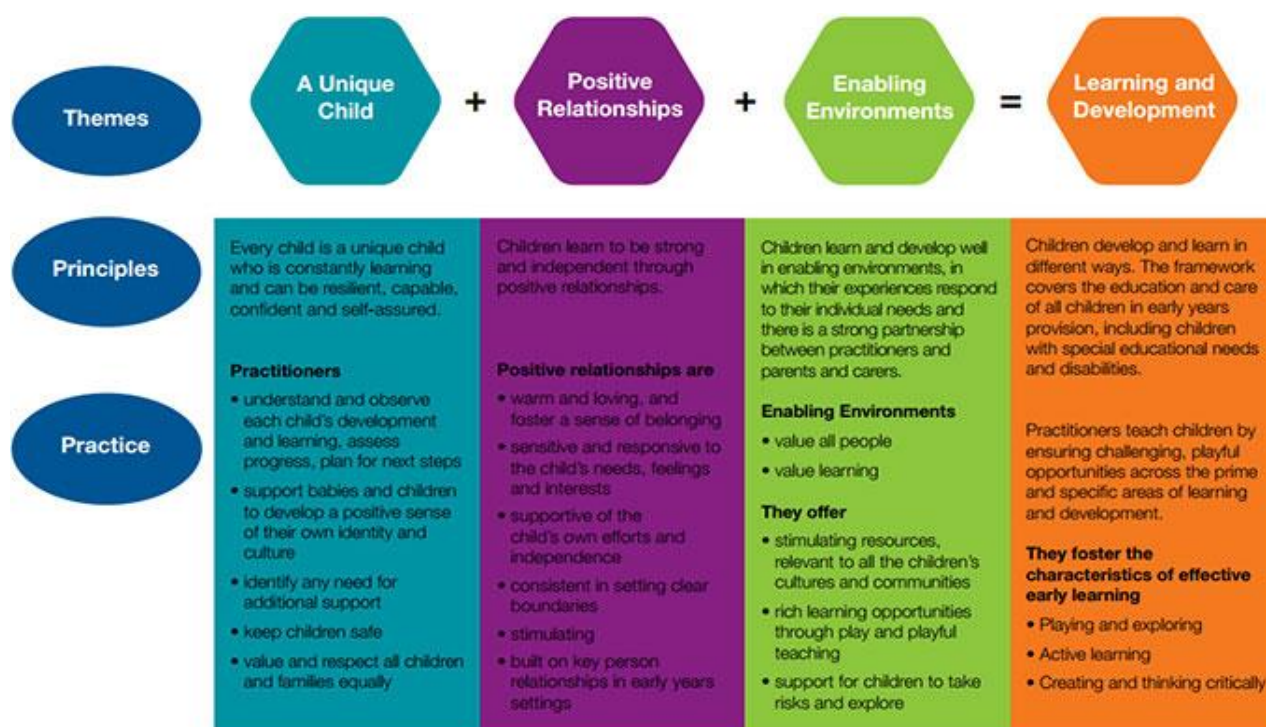 Themes
A Unique
Child
+
Positive
Relationships
+
Enabling
Environments
=
Learning and
Development
Principles
Every child is a unique child
who is constantly learning
and can be resilient, capable,
confident and self-assured.
Children learn to be strong
and independent through
positive relationships.
Children learn and develop well
in enabling environments, in
which their experiences respond
to their individual needs and
there is a strong partnership
between practitioners and
parents and carers.
Children develop and learn in
different ways. The framework
covers the education and care
of all children in early years
provision, including children
with special educational needs
and disabilities.
Practice
Practitioners
• understand and observe
each child's development
and learning, assess
progress, plan for next steps
• support babies and children
to develop a positive sense
of their own identity and
culture
• identify any need for
additional support
• keep children safe
• value and respect all children
and families equally
Positive relationships are
• warm and loving, and
foster a sense of belonging
• sensitive and responsive to
the child's needs, feelings
and interests
• supportive of the
child's own efforts and
independence
• consistent in setting clear
boundaries
• stimulating
• built on key person
relationships in early years
settings
Enabling Environments
• value all people
• value learning
They offer
• stimulating resources,
relevant to all the children's
cultures and communities
• rich learning opportunities
through play and playful
teaching
• support for children to take
risks and explore
Practitioners teach children by
ensuring challenging, playful
opportunities across the prime
and specific areas of learning
and development.
They foster the
characteristics of effective
early learning
• Playing and exploring
• Active learning
• Creating and thinking critically